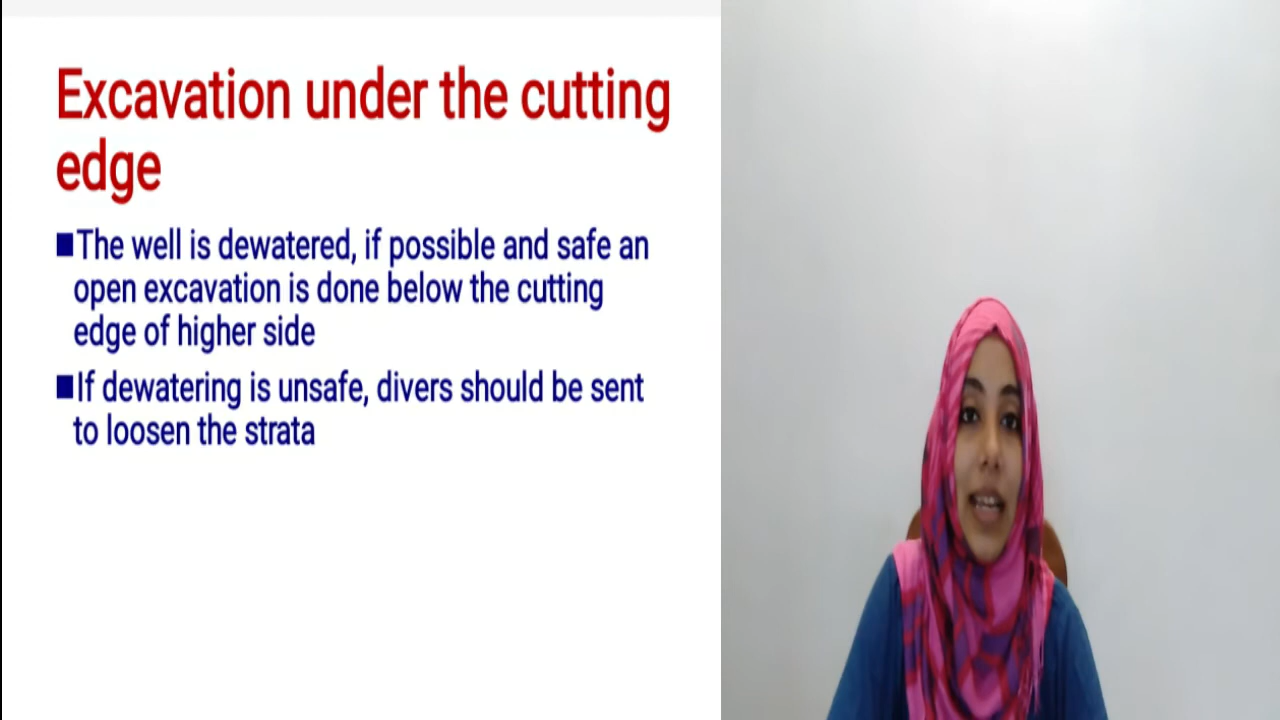 Excavation under the cutting
edge
■The well is dewatered, if possible and safe an
open excavation is done below the cutting
edge of higher side
■If dewatering is unsafe, divers should be sent
to loosen the strata